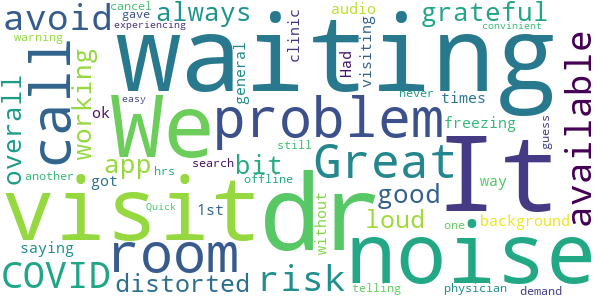 cancel
gave
always
audio
grateful
avoid
experiencing
convinient
warning
waiting
call
working
We
general
clinic
Had
visiting
never
times
available
overall
ok
problem
freezing
app
bit
Great
It
guess
easy
still
search
another
got
hrs
offline
good
way
visit
dr
Quick
1st
without
loud
background
one
saying
room
noise
COVID
distorted
risk
telling
physician
demand